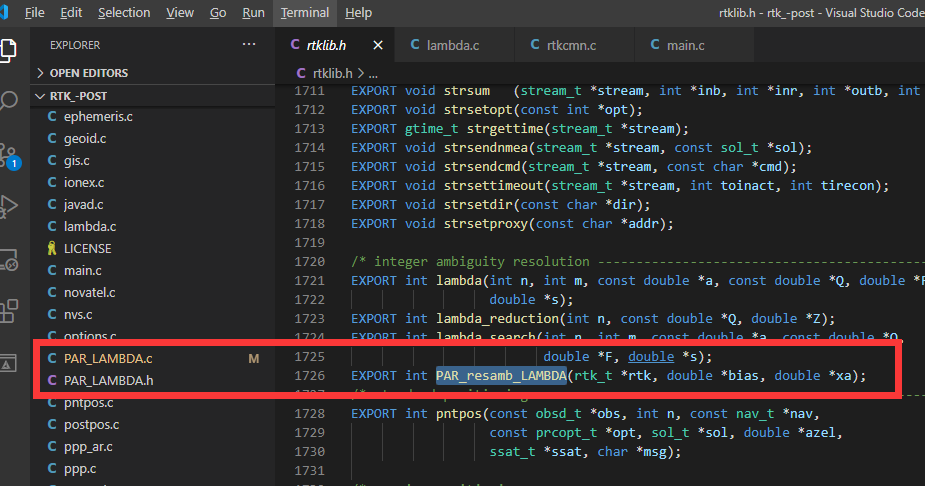 File Edit Selection View Go Run Terminal Help rtklib.h - rtk_-post - Visual Studio Code
EXPLORER ···
OPEN EDITORS
RTK_-POST
ephemeris.c
geoid.c
gis.c
ionex.c
javad.c
lambda.c
LICENSE
main.c
novatel.c
nvs.c
options.c
PAR_LAMBDA.c M
PAR_LAMBDA.h
pntpos.c
postpos.c
ppp_ar.c
ppp.c
1
C rtklib.h × C lambda.c C rtkcmn.c C main.c
C rtklib.h > ...
1711 EXPORT void strsum (stream_t *stream, int *inb, int *inr, int *outb, int
1712 EXPORT void strsetopt(const int *opt);
1713 EXPORT gtime_t strgettime(stream_t *stream);
1714 EXPORT void strsendnmea(stream_t *stream, const sol_t *sol);
1715 EXPORT void strsendcmd(stream_t *stream, const char *cmd);
1716 EXPORT void strsettimeout(stream_t *stream, int toinact, int tirecon);
1717 EXPORT void strsetdir(const char *dir);
1718 EXPORT void strsetproxy(const char *addr);
1719
1720 /* integer ambiguity resolution ------------------------------------------
1721 EXPORT int lambda(int n, int m, const double *a, const double *Q, double *F
1722 double *s);
1723 EXPORT int lambda_reduction(int n, const double *Q, double *Z);
1724 EXPORT int lambda_search(int n, int m, const double *a, const double *Q,
1725 double *F, double *s);
1726 EXPORT int PAR_resamb_LAMBDA(rtk_t *rtk, double *bias, double *xa);
1728 EXPORT int pntpos(const obsd_t *obs, int n, const nav_t *nav,
1729 const prcopt_t *opt, sol_t *sol, double *azel,
1730 ssat_t *ssat, char *msg);
1731